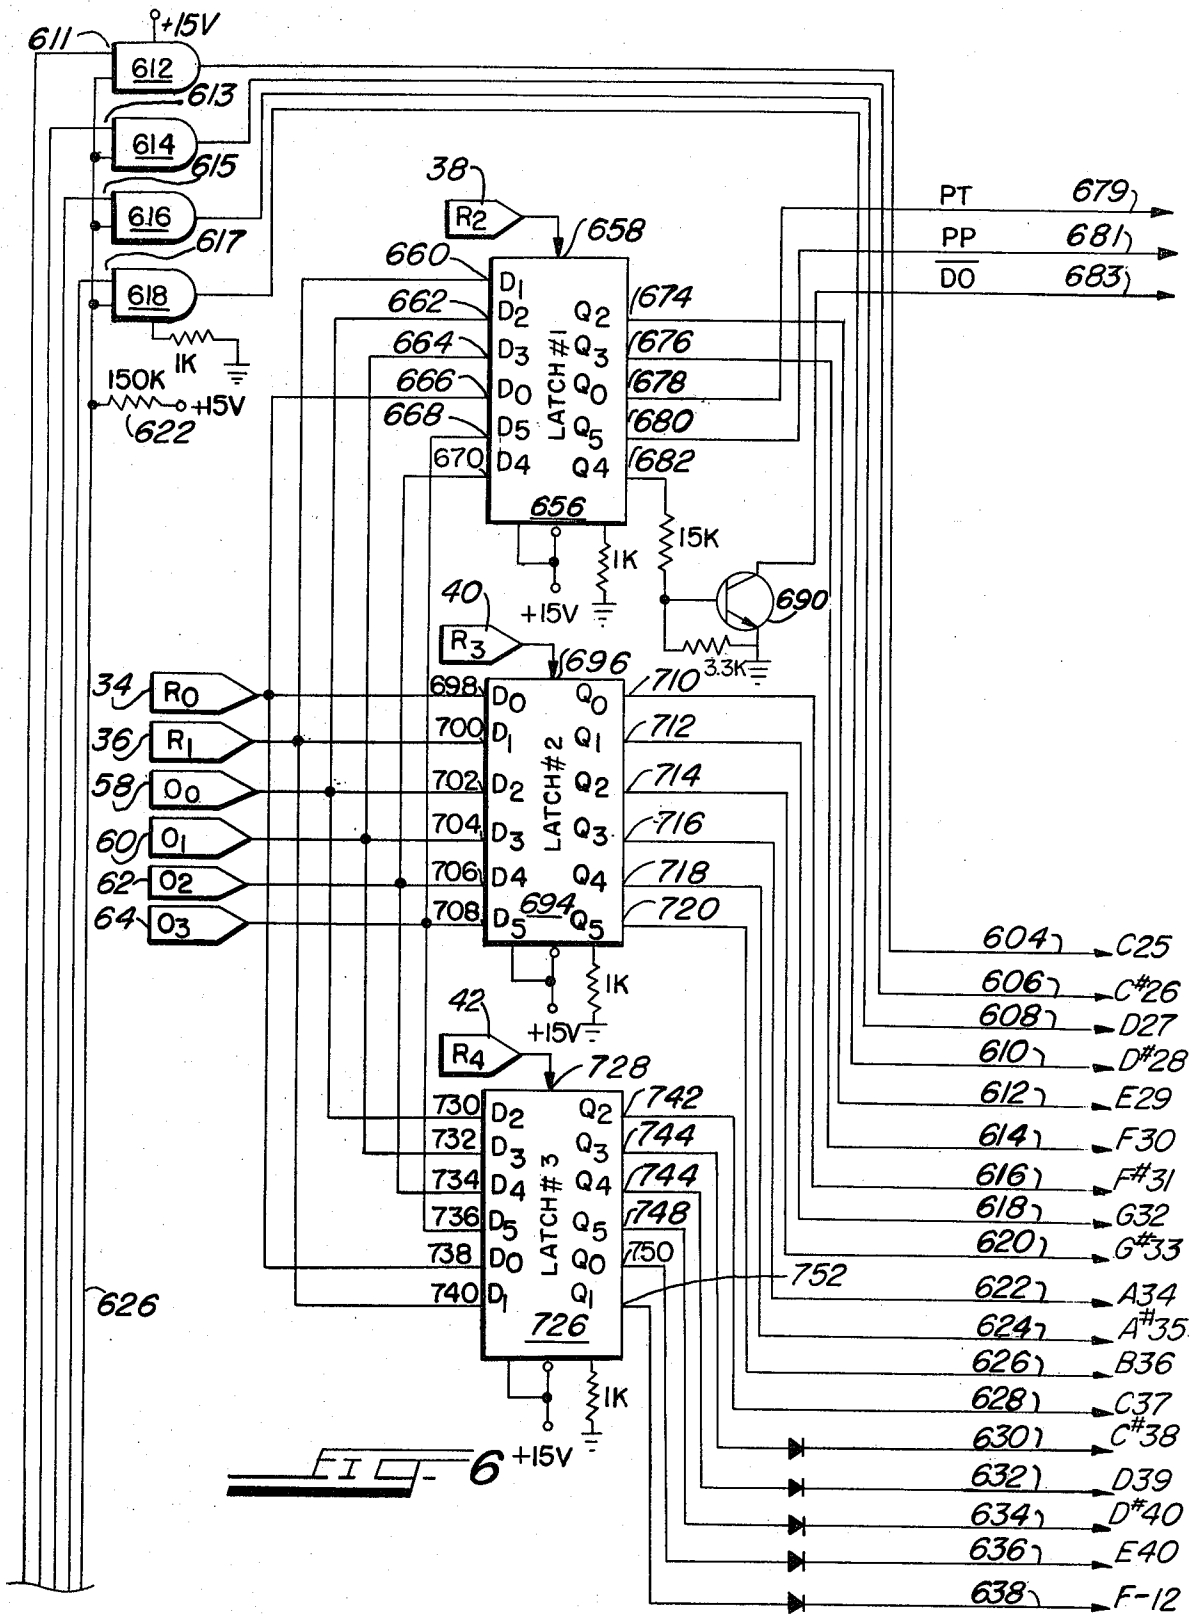 +15V
611
612
613
614
615
616
617
618
1K
150K
+15V
622
38
R2
658
660 D1
662 D2 Q2 674
664 D3 Q3 676
666 D0 Q0 678
668 D5 Q5 680
670 D4 Q4 682
LATCH #1
656
1K
+15V
15K
690
3.3K
PT 679
PP 681
DO 683
40
R3
696
34 R0 698 D0 Q0 710
36 R1 700 D1 Q1 712
58 O0 702 D2 Q2 714
60 O1 704 D3 Q3 716
62 O2 706 D4 Q4 718
64 O3 708 D5 Q5 720
LATCH #2
694
1K
+15V
42
R4
728
730 D2 Q2 742
732 D3 Q3 744
734 D4 Q4 744
736 D5 Q5 748
738 D0 Q0 750
740 D1 Q1 752
LATCH #3
726
1K
+15V
626
604 C25
606 C#26
608 D27
610 D#28
612 E29
614 F30
616 F#31
618 G32
620 G#33
622 A34
624 A#35
626 B36
628 C37
630 C#38
632 D39
634 D#40
636 E40
638 F-12
FIG-6